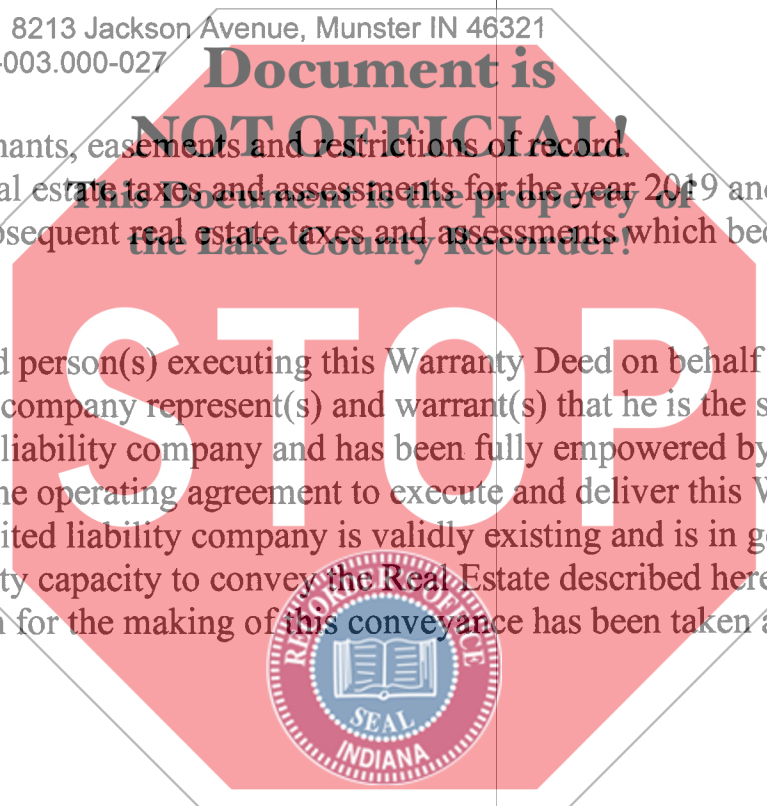 8213 Jackson Avenue, Munster IN 46321
-003.000-027
Document is
NOT OFFICIAL!
nants, easements and restrictions of record.
al estate taxes and assessments for the year 2019 and
This Document is the property of
bsequent real estate taxes and assessments which bec
the Lake County Recorder!
STOP
d person(s) executing this Warranty Deed on behalf
company represent(s) and warrant(s) that he is the s
liability company and has been fully empowered by
ne operating agreement to execute and deliver this W
ited liability company is validly existing and is in g
ty capacity to convey the Real Estate described here
n for the making of this conveyance has been taken a
RECORDER'S OFFICE
SEAL
INDIANA